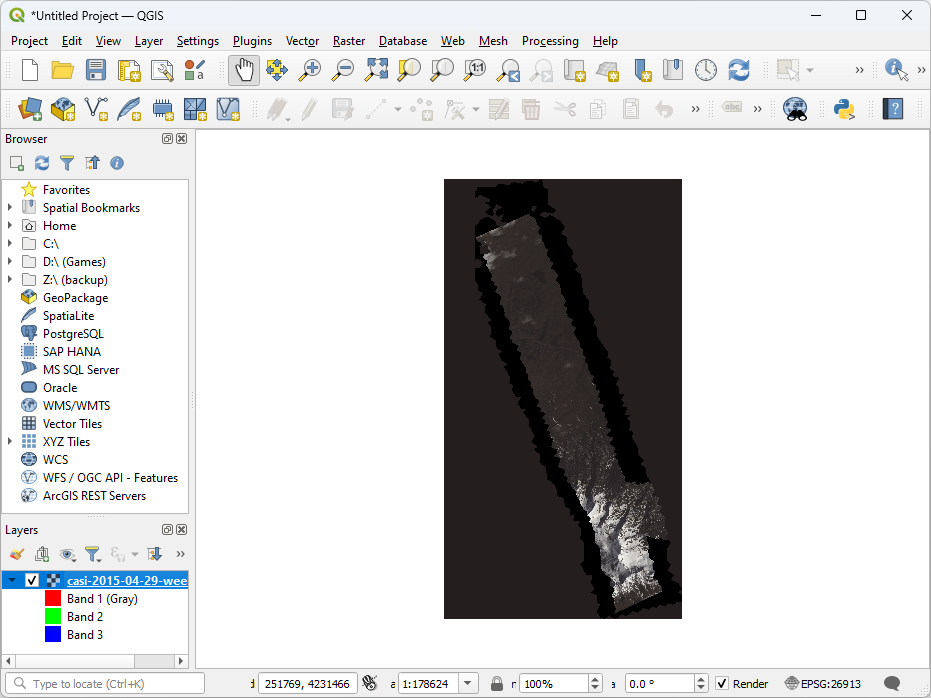 *Untitled Project — QGIS
Project Edit View Layer Settings Plugins Vector Raster Database Web Mesh Processing Help
Browser
Favorites
Spatial Bookmarks
Home
C:\
D:\ (Games)
Z:\ (backup)
GeoPackage
SpatiaLite
PostgreSQL
SAP HANA
MS SQL Server
Oracle
WMS/WMTS
Vector Tiles
XYZ Tiles
WCS
WFS / OGC API - Features
ArcGIS REST Servers
Layers
casi-2015-04-29-wee
Band 1 (Gray)
Band 2
Band 3
Type to locate (Ctrl+K)
251769, 4231466
1:178624
100%
0.0 °
Render
EPSG:26913